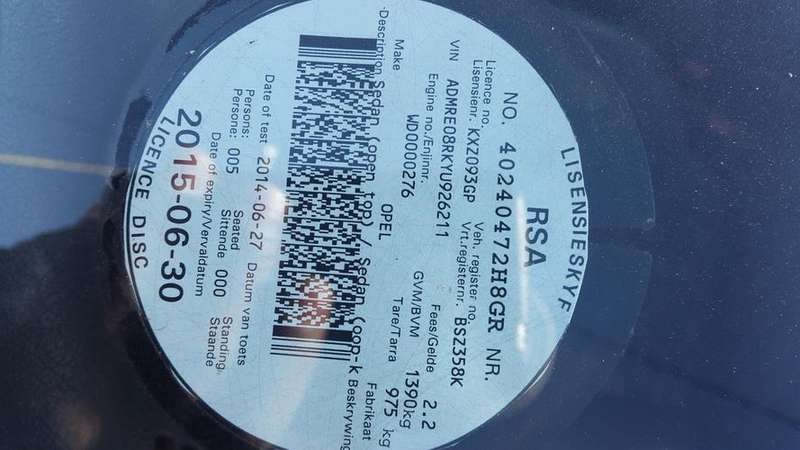 LISENSIESKYF
RSA
NO. 40240472H8GR NR.
Licence no. Veh. register no.
Lisensienr. KXZ093GP Vrt.registernr. BSZ358K
VIN ADMRE08RKYU926211 Fees/Gelde 2.2
Engine no./Enjinnr. GVM/BVM 1390kg
WD0000276 Tare/Tarra 975 kg
Make OPEL Fabrikaat
Description Sedan (open top) / Sedan (oop-k Beskrywing
Date of test 2014-06-27 Datum van toets
Persons: Seated Standing
Persone: 005 Sittende 000 Staande
Date of expiry/Vervaldatum
2015-06-30
LICENCE DISC